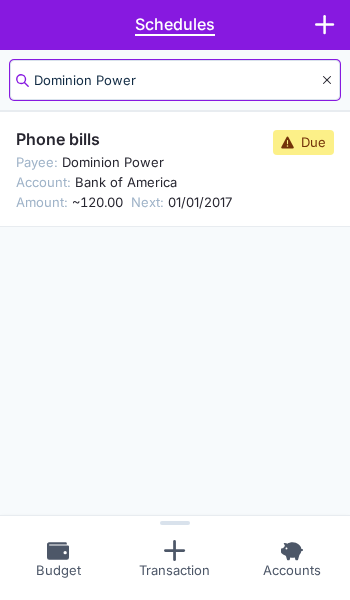 Schedules
Dominion Power
Phone bills
Due
Payee: Dominion Power
Account: Bank of America
Amount: ~120.00 Next: 01/01/2017
Budget
Transaction
Accounts